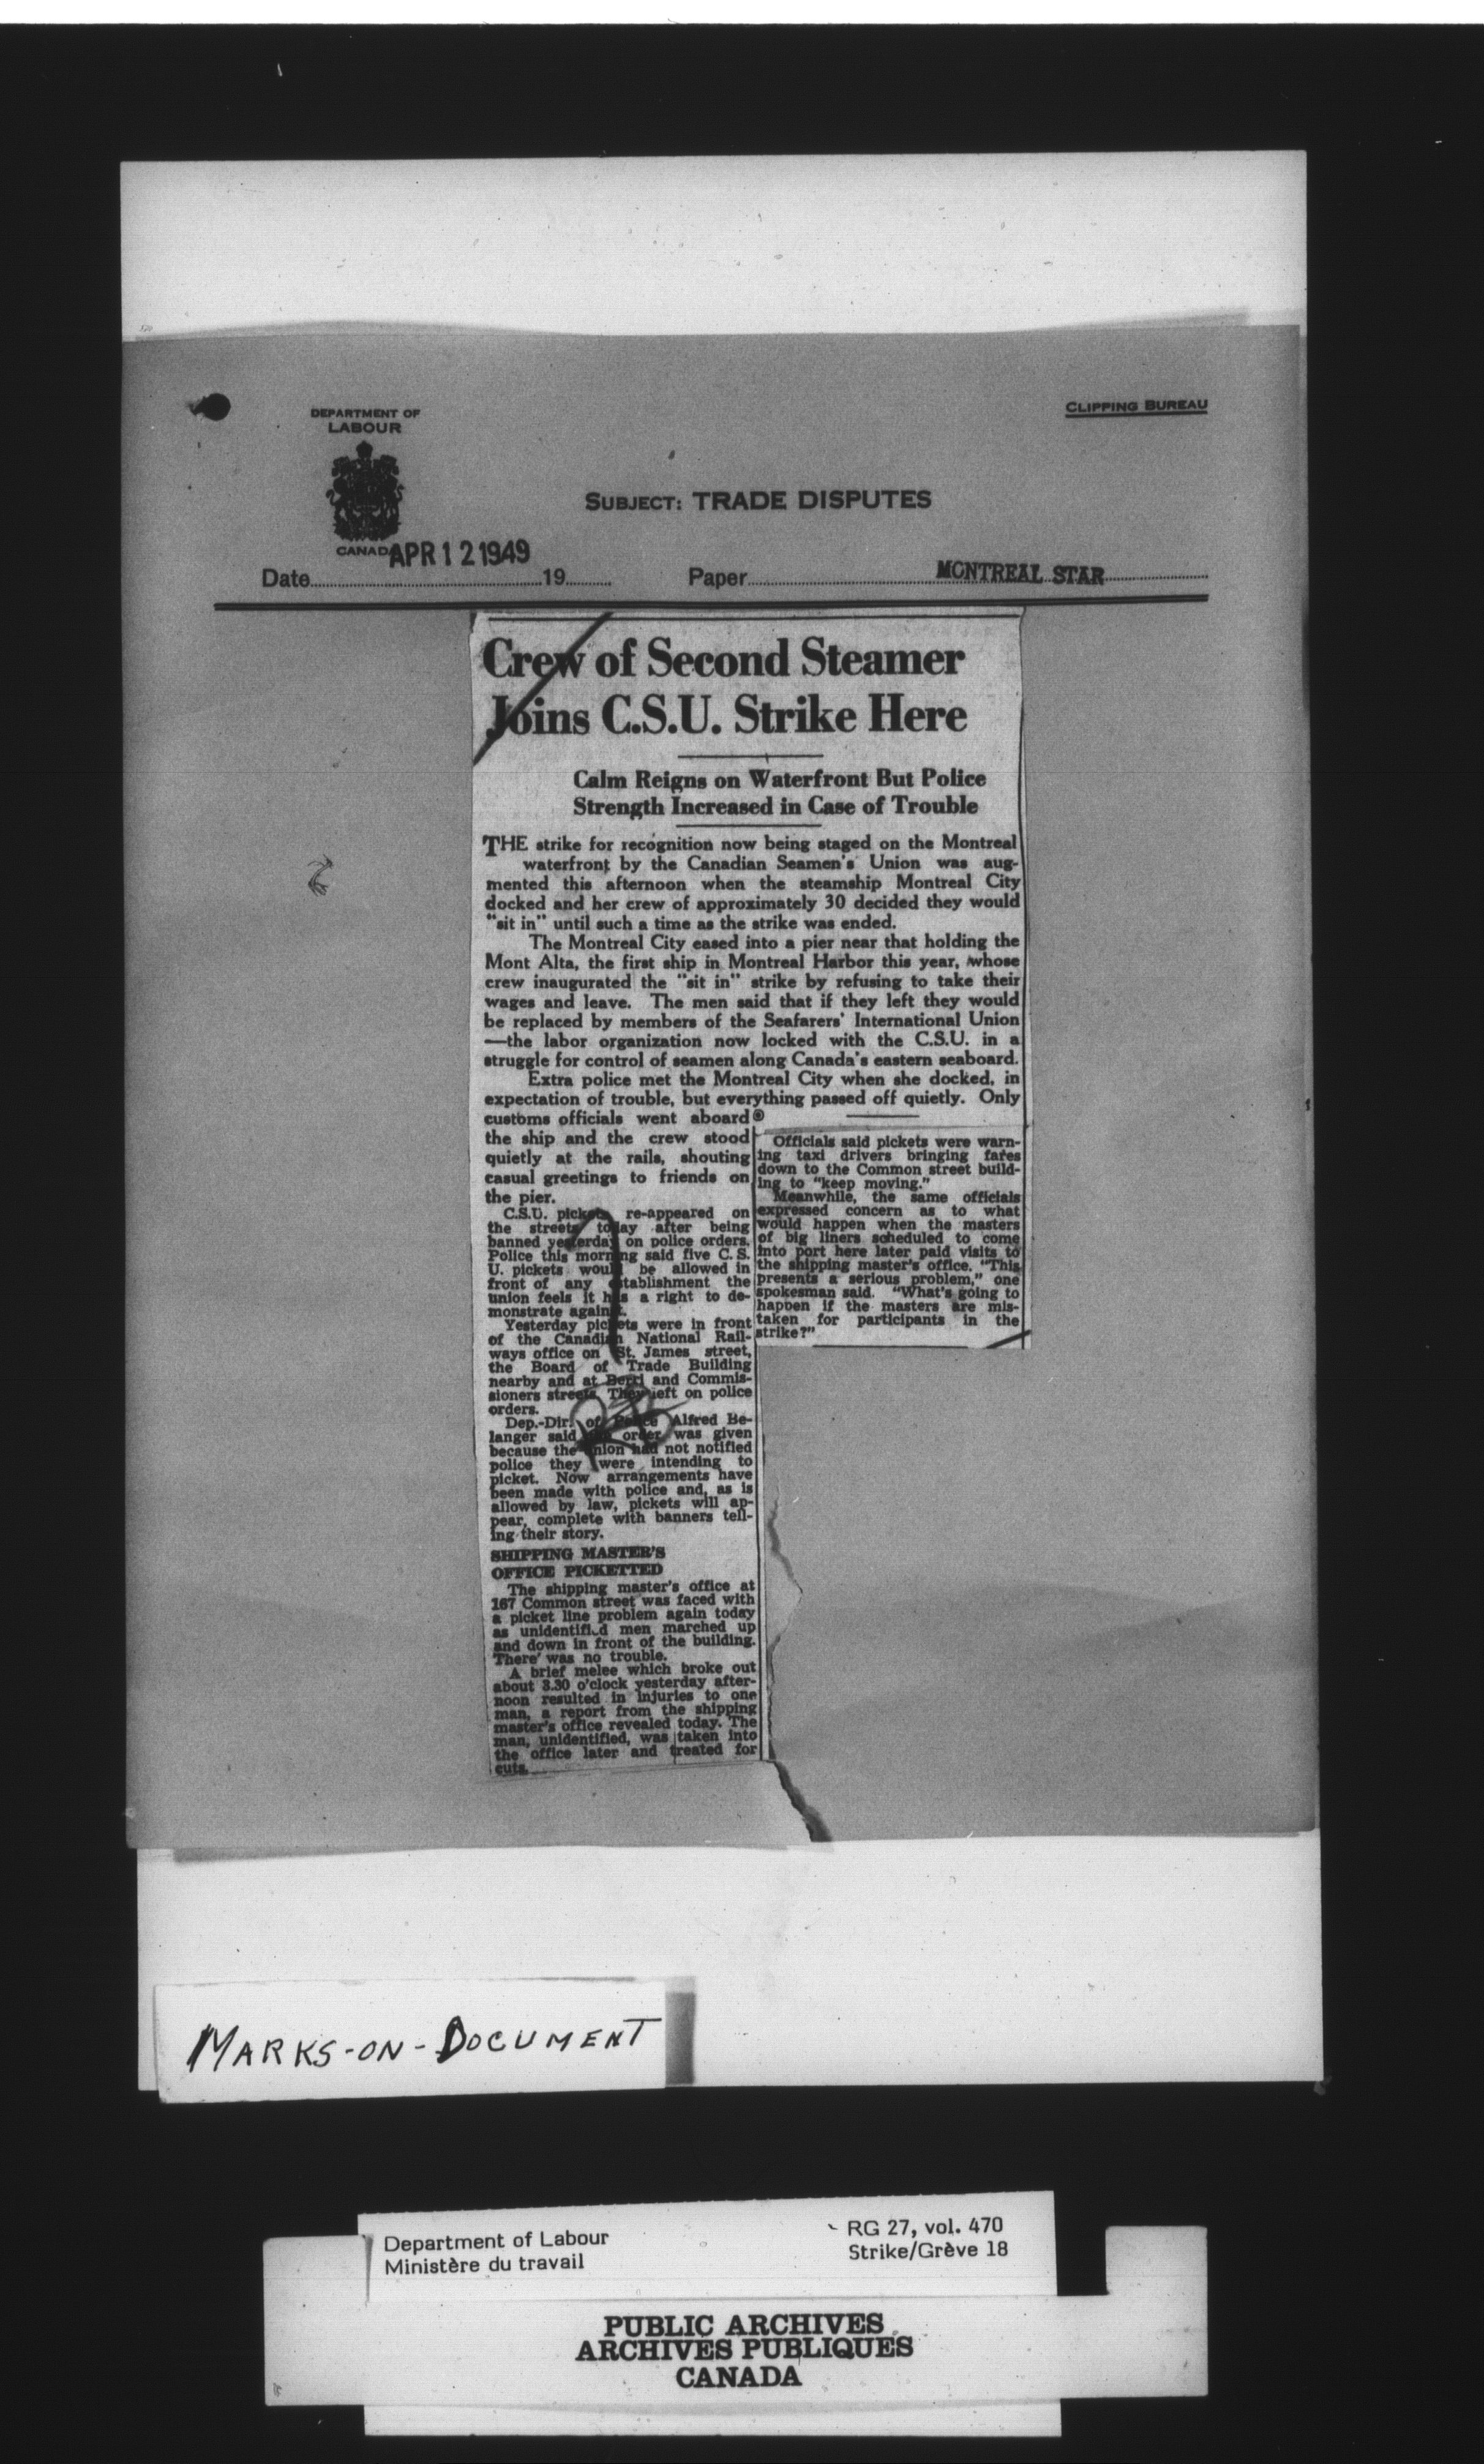 DEPARTMENT OF
LABOUR
CANADA
CLIPPING BUREAU
SUBJECT: TRADE DISPUTES
APR 12 1949
Date 19
Paper MONTREAL STAR
Crew of Second Steamer
Joins C.S.U. Strike Here
Calm Reigns on Waterfront But Police
Strength Increased in Case of Trouble
THE strike for recognition now being staged on the Montreal
waterfront by the Canadian Seamen's Union was aug-
mented this afternoon when the steamship Montreal City
docked and her crew of approximately 30 decided they would
"sit in" until such a time as the strike was ended.
The Montreal City eased into a pier near that holding the
Mont Alta, the first ship in Montreal Harbor this year, whose
crew inaugurated the "sit in" strike by refusing to take their
wages and leave. The men said that if they left they would
be replaced by members of the Seafarers' International Union
—the labor organization now locked with the C.S.U. in a
struggle for control of seamen along Canada's eastern seaboard.
Extra police met the Montreal City when she docked, in
expectation of trouble, but everything passed off quietly. Only
customs officials went aboard
the ship and the crew stood
quietly at the rails, shouting
casual greetings to friends on
the pier.
C.S.U. pickets re-appeared on
the streets today after being
banned yesterday on police orders.
Police this morning said five C. S.
U. pickets would be allowed in
front of any establishment the
union feels it has a right to de-
monstrate against.
Yesterday pickets were in front
of the Canadian National Rail-
ways office on St. James street,
the Board of Trade Building
nearby and at Berri and Commis-
sioners streets. They left on police
orders.
Dep.-Dir. of Police Alfred Be-
langer said the order was given
because the union had not notified
police they were intending to
picket. Now arrangements have
been made with police and, as is
allowed by law, pickets will ap-
pear, complete with banners tell-
ing their story.
SHIPPING MASTER'S
OFFICE PICKETTED
The shipping master's office at
167 Common street was faced with
a picket line problem again today
as unidentified men marched up
and down in front of the building.
There was no trouble.
A brief melee which broke out
about 3.30 o'clock yesterday after-
noon resulted in injuries to one
man, a report from the shipping
master's office revealed today. The
man, unidentified, was taken into
the office later and treated for
cuts.
Officials said pickets were warn-
ing taxi drivers bringing fares
down to the Common street build-
ing to "keep moving."
Meanwhile, the same officials
expressed concern as to what
would happen when the masters
of big liners scheduled to come
into port here later paid visits to
the shipping master's office. "This
presents a serious problem," one
spokesman said. "What's going to
happen if the masters are mis-
taken for participants in the
strike?"
MARKS-ON-DOCUMENT
Department of Labour
Ministère du travail
RG 27, vol. 470
Strike/Grève 18
PUBLIC ARCHIVES
ARCHIVES PUBLIQUES
CANADA